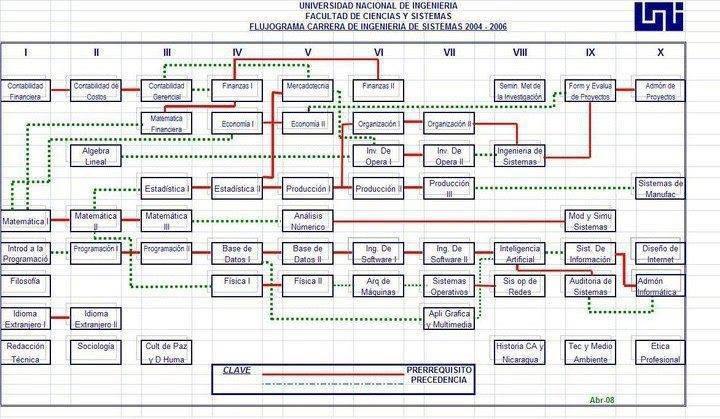 UNIVERSIDAD NACIONAL DE INGENIERIA
FACULTAD DE CIENCIAS Y SISTEMAS
FLUJOGRAMA CARRERA DE INGENIERIA DE SISTEMAS 2004 - 2006
uni
I II III IV V VI VII VIII IX X
Contabilidad Financiera
Contabilidad de Costos
Contabilidad Gerencial
Finanzas I
Mercadotecnia
Finanzas II
Semin. Met de la Investigación
Form y Evalua de Proyectos
Admón de Proyectos
Matemática Financiera
Economía I
Economía II
Organización I
Organización II
Algebra Lineal
Inv. De Opera I
Inv. De Opera II
Ingeniería de Sistemas
Estadística I
Estadística II
Producción I
Producción II
Producción III
Sistemas de Manufac
Matemática I
Matemática II
Matemática III
Análisis Númerico
Mod y Simu Sistemas
Introd a la Programació
Programación I
Programación II
Base de Datos I
Base de Datos II
Ing. De Software I
Ing. De Software II
Inteligencia Artificial
Sist. De Información
Diseño de Internet
Filosofía
Física I
Física II
Arq de Máquinas
Sistemas Operativos
Sis op de Redes
Auditoria de Sistemas
Admón Informática
Idioma Extranjero I
Idioma Extranjero II
Apli Grafica y Multimedia
Redacción Técnica
Sociología
Cult de Paz y D Huma
Historia CA y Nicaragua
Tec y Medio Ambiente
Etica Profesional
CLAVE
PRERREQUISITO
PRECEDENCIA
Abr-08